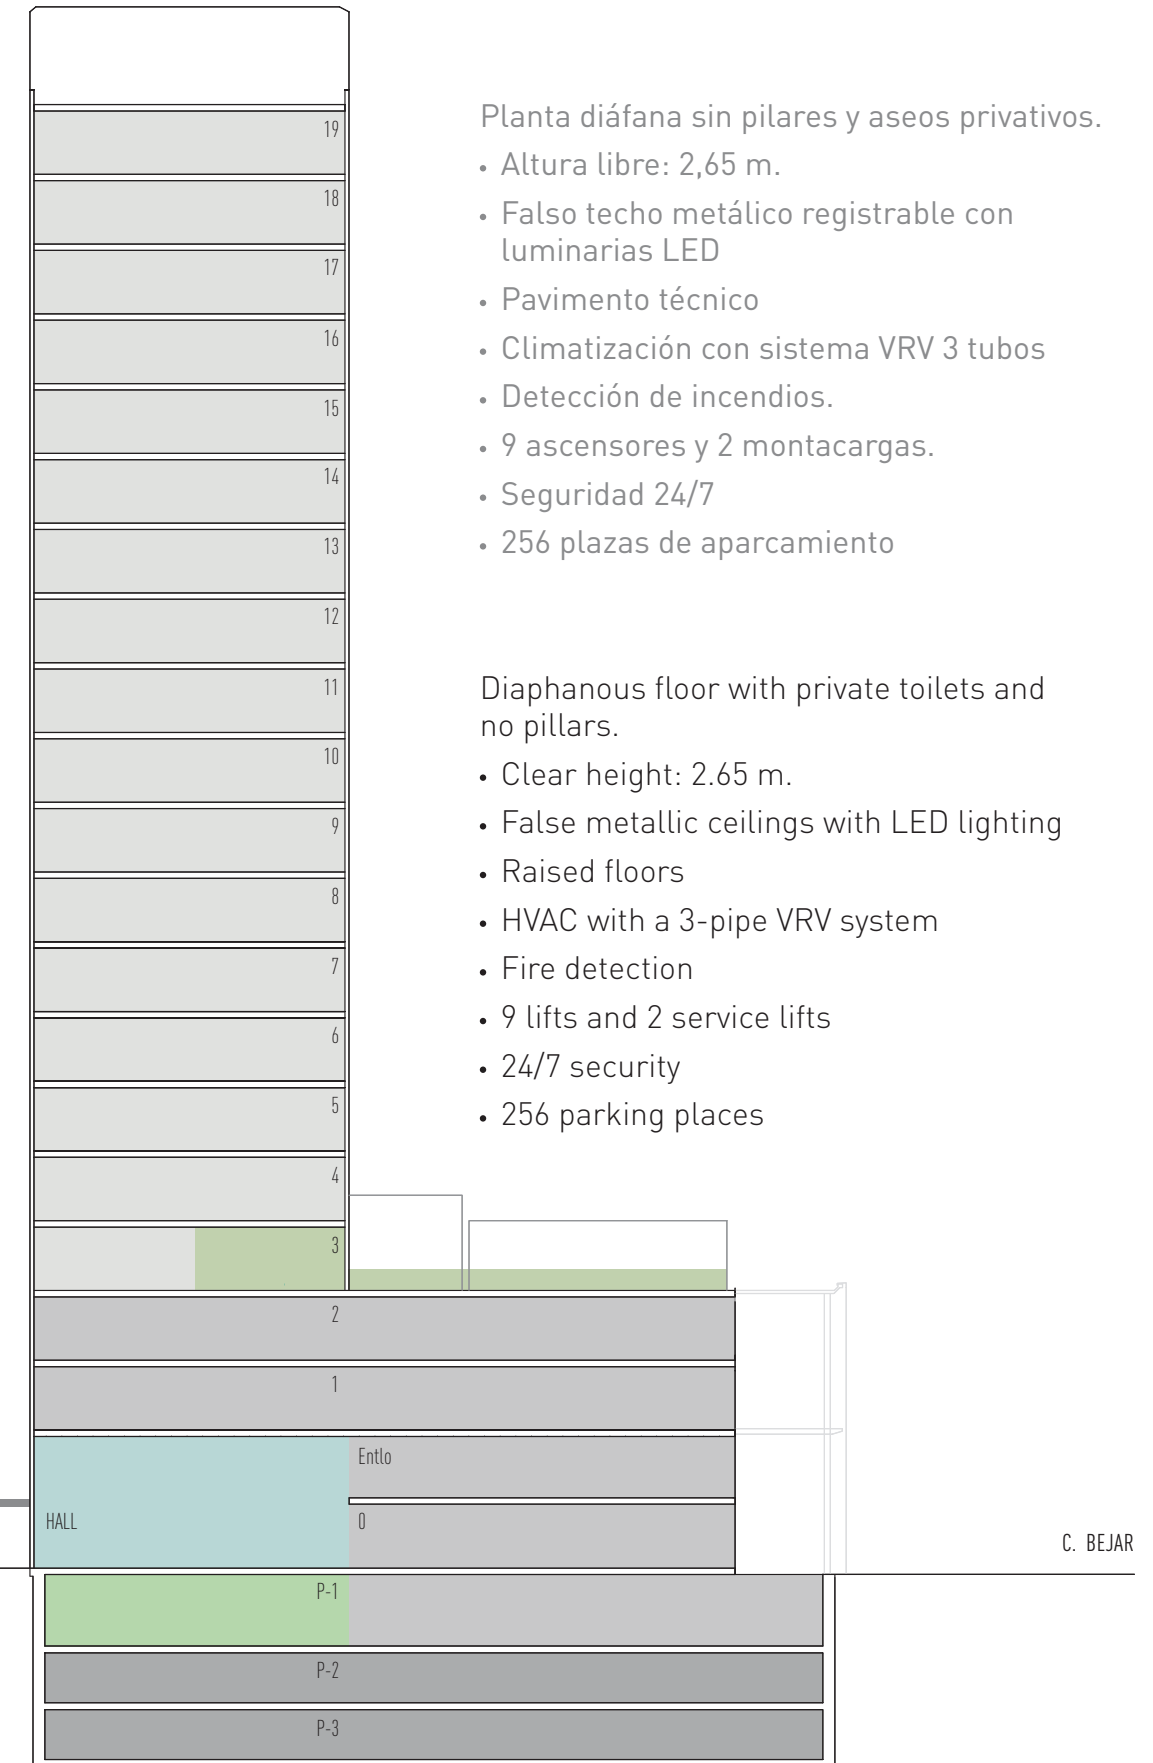 19
18
17
16
15
14
13
12
11
10
9
8
7
6
5
4
3
2
1
Entlo
HALL
0
P-1
P-2
P-3
C. BEJAR
Planta diáfana sin pilares y aseos privativos.
• Altura libre: 2,65 m.
• Falso techo metálico registrable con
luminarias LED
• Pavimento técnico
• Climatización con sistema VRV 3 tubos
• Detección de incendios.
• 9 ascensores y 2 montacargas.
• Seguridad 24/7
• 256 plazas de aparcamiento
Diaphanous floor with private toilets and
no pillars.
• Clear height: 2.65 m.
• False metallic ceilings with LED lighting
• Raised floors
• HVAC with a 3-pipe VRV system
• Fire detection
• 9 lifts and 2 service lifts
• 24/7 security
• 256 parking places